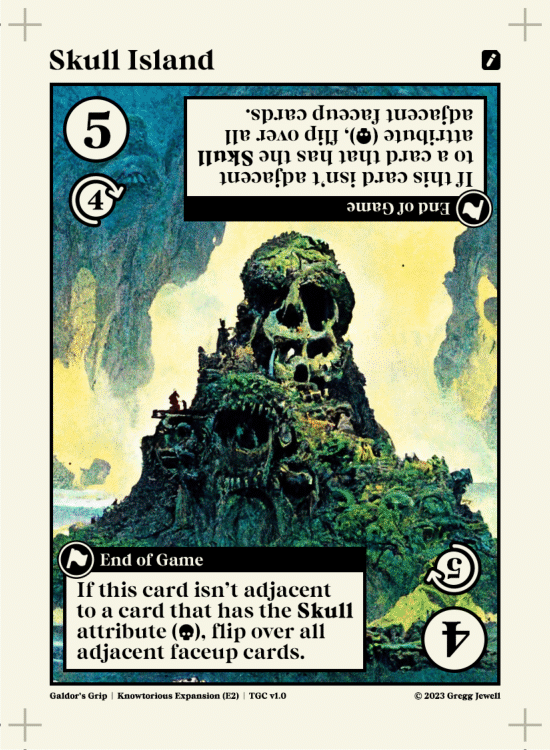 Skull Island
5
4
adjacent faceup cards.
attribute (), flip over all
to a card that has the Skull
If this card isn't adjacent
End of Game
End of Game
If this card isn't adjacent
to a card that has the Skull
attribute (), flip over all
adjacent faceup cards.
5
4
Galdor's Grip | Knowtorious Expansion (E2) | TGC v1.0
© 2023 Gregg Jewell